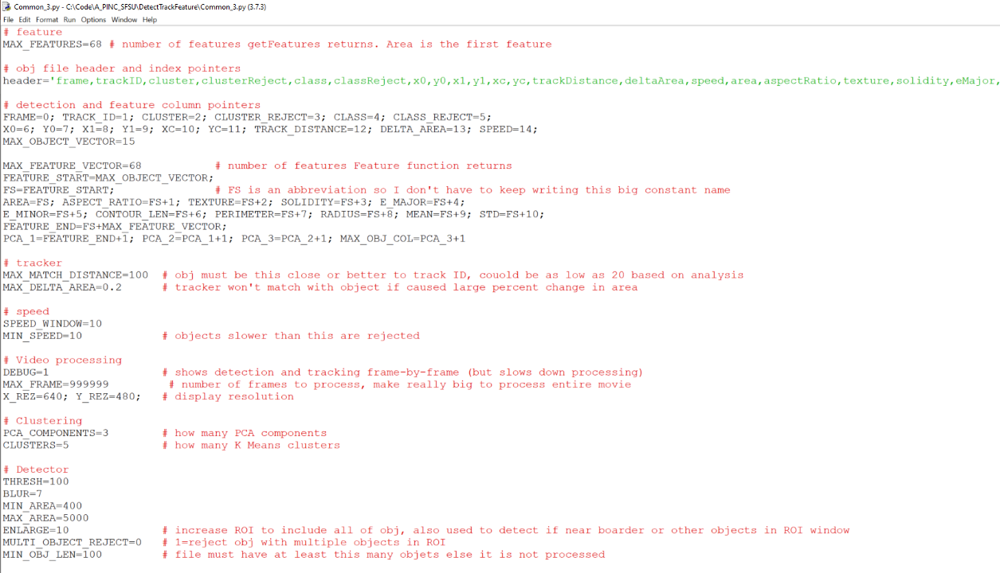 Common_3.py - C:\Code\A_PINC_SFSU\DetectTrackFeature\Common_3.py (3.7.3)
File Edit Format Run Options Window Help
# feature
MAX_FEATURES=68 # number of features getFeatures returns. Area is the first feature
# obj file header and index pointers
header='frame,trackID,cluster,clusterReject,class,classReject,x0,y0,x1,y1,xc,yc,trackDistance,deltaArea,speed,area,aspectRatio,texture,solidity,eMajor,
# detection and feature column pointers
FRAME=0; TRACK_ID=1; CLUSTER=2; CLUSTER_REJECT=3; CLASS=4; CLASS_REJECT=5;
X0=6; Y0=7; X1=8; Y1=9; XC=10; YC=11; TRACK_DISTANCE=12; DELTA_AREA=13; SPEED=14;
MAX_OBJECT_VECTOR=15
MAX_FEATURE_VECTOR=68 # number of features Feature function returns
FEATURE_START=MAX_OBJECT_VECTOR;
FS=FEATURE_START; # FS is an abbreviation so I don't have to keep writing this big constant name
AREA=FS; ASPECT_RATIO=FS+1; TEXTURE=FS+2; SOLIDITY=FS+3; E_MAJOR=FS+4;
E_MINOR=FS+5; CONTOUR_LEN=FS+6; PERIMETER=FS+7; RADIUS=FS+8; MEAN=FS+9; STD=FS+10;
FEATURE_END=FS+MAX_FEATURE_VECTOR;
PCA_1=FEATURE_END+1; PCA_2=PCA_1+1; PCA_3=PCA_2+1; MAX_OBJ_COL=PCA_3+1
# tracker
MAX_MATCH_DISTANCE=100 # obj must be this close or better to track ID, couold be as low as 20 based on analysis
MAX_DELTA_AREA=0.2 # tracker won't match with object if caused large percent change in area
# speed
SPEED_WINDOW=10
MIN_SPEED=10 # objects slower than this are rejected
# Video processing
DEBUG=1 # shows detection and tracking frame-by-frame (but slows down processing)
MAX_FRAME=999999 # number of frames to process, make really big to process entire movie
X_REZ=640; Y_REZ=480; # display resolution
# Clustering
PCA_COMPONENTS=3 # how many PCA components
CLUSTERS=5 # how many K Means clusters
# Detector
THRESH=100
BLUR=7
MIN_AREA=400
MAX_AREA=5000
ENLARGE=10 # increase ROI to include all of obj, also used to detect if near boarder or other objects in ROI window
MULTI_OBJECT_REJECT=0 # 1=reject obj with multiple objects in ROI
MIN_OBJ_LEN=100 # file must have at least this many objets else it is not processed